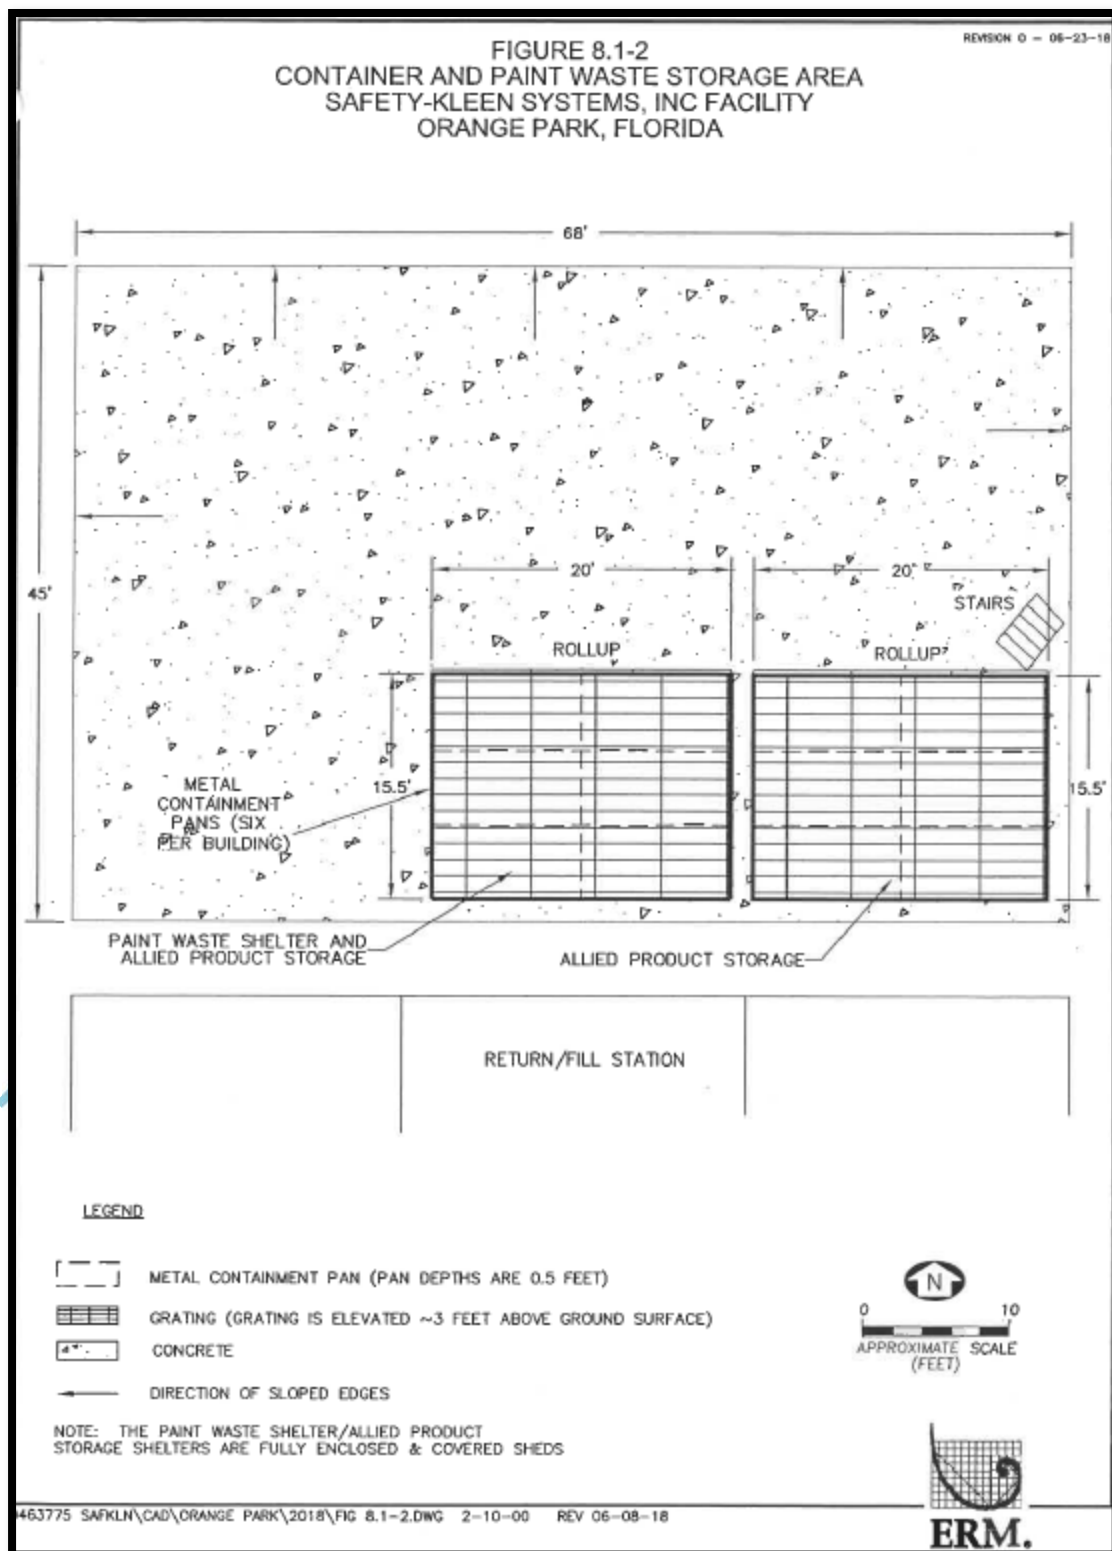 REVISION 0 - 06-23-18
FIGURE 8.1-2
CONTAINER AND PAINT WASTE STORAGE AREA
SAFETY-KLEEN SYSTEMS, INC FACILITY
ORANGE PARK, FLORIDA
68'
45'
20'
20'
STAIRS
ROLLUP
ROLLUP
15.5'
15.5'
METAL
CONTAINMENT
PANS (SIX
PER BUILDING)
PAINT WASTE SHELTER AND
ALLIED PRODUCT STORAGE
ALLIED PRODUCT STORAGE
RETURN/FILL STATION
LEGEND
METAL CONTAINMENT PAN (PAN DEPTHS ARE 0.5 FEET)
GRATING (GRATING IS ELEVATED ~3 FEET ABOVE GROUND SURFACE)
CONCRETE
DIRECTION OF SLOPED EDGES
N
0 10
APPROXIMATE SCALE
(FEET)
NOTE: THE PAINT WASTE SHELTER/ALLIED PRODUCT
STORAGE SHELTERS ARE FULLY ENCLOSED & COVERED SHEDS
463775 SAFKLN\CAD\ORANGE PARK\2018\FIG 8.1-2.DWG 2-10-00 REV 06-08-18
ERM.